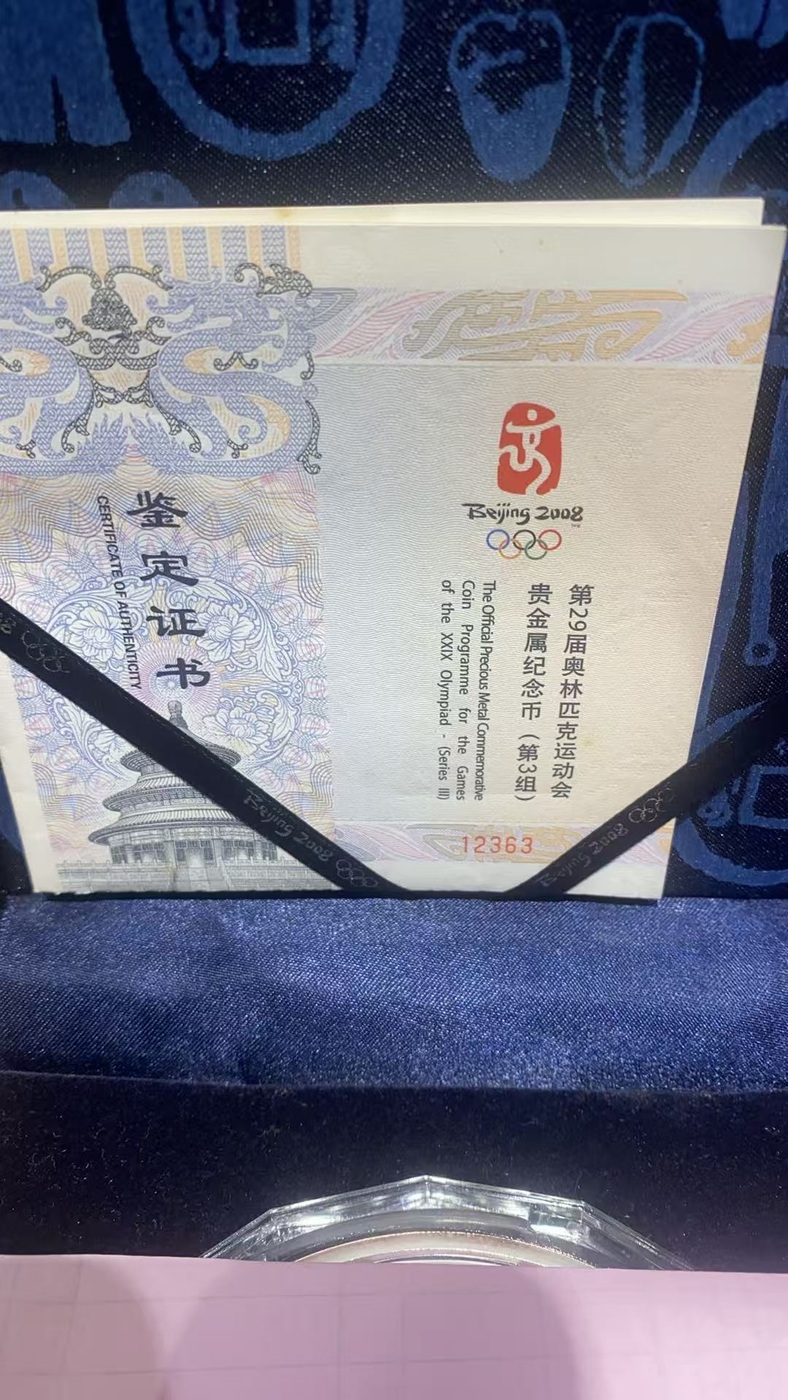 鉴定证书
CERTIFICATE OF AUTHENTICITY
Beijing 2008
第29届奥林匹克运动会
贵金属纪念币（第3组）
The Official Precious Metal Commemorative
Coin Programme for the Games
of the XXIX Olympiad - (Series III)
12363
Beijing 2008
Beijing 2008